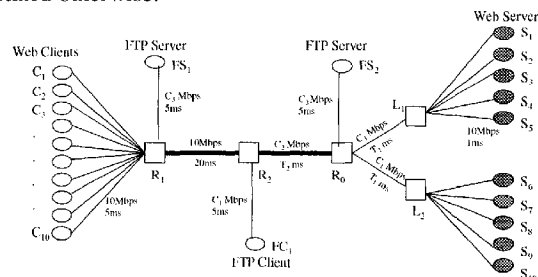 Web Server
FTP Server
FTP Server
Web Clients
S1
S2
S3
S4
S5
C1
C2
C3
FS1
FS2
C3 Mbps
5ms
C3 Mbps
5ms
L1
10Mbps
1ms
C1 Mbps
T1 ms
10Mbps
20ms
C2 Mbps
T2 ms
R1
R2
R0
C1 Mbps
T1 ms
10Mbps
5ms
C1 Mbps
5ms
L2
S6
S7
S8
S9
C10
FC1
FTP Client